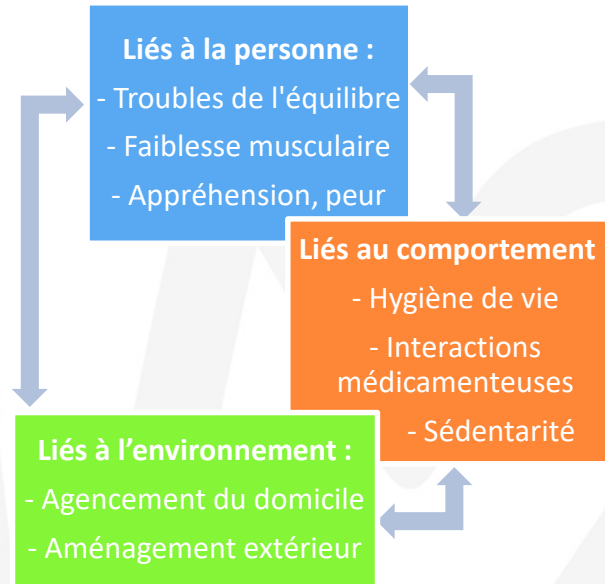 Liés à la personne :
- Troubles de l'équilibre
- Faiblesse musculaire
- Appréhension, peur
Liés au comportement
- Hygiène de vie
- Interactions
médicamenteuses
- Sédentarité
Liés à l’environnement :
- Agencement du domicile
- Aménagement extérieur